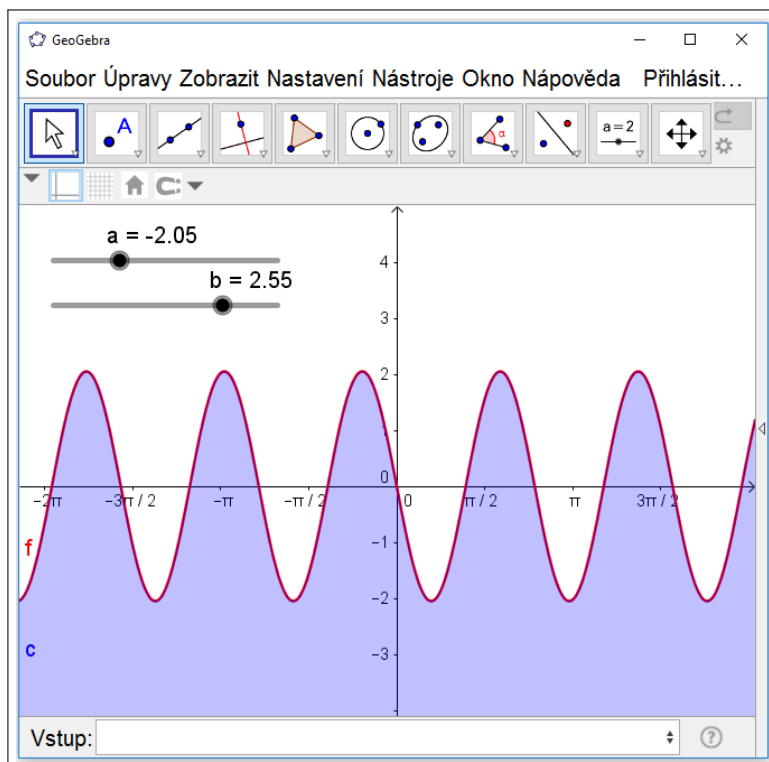 GeoGebra
Soubor Úpravy Zobrazit Nastavení Nástroje Okno Nápověda Přihlásit...
A α a=2
a = -2.05
b = 2.55
4
3
2
1
0
−2π −3π / 2 −π −π / 2 0 π / 2 π 3π / 2 2
f
−1
−2
c
−3
Vstup:
?